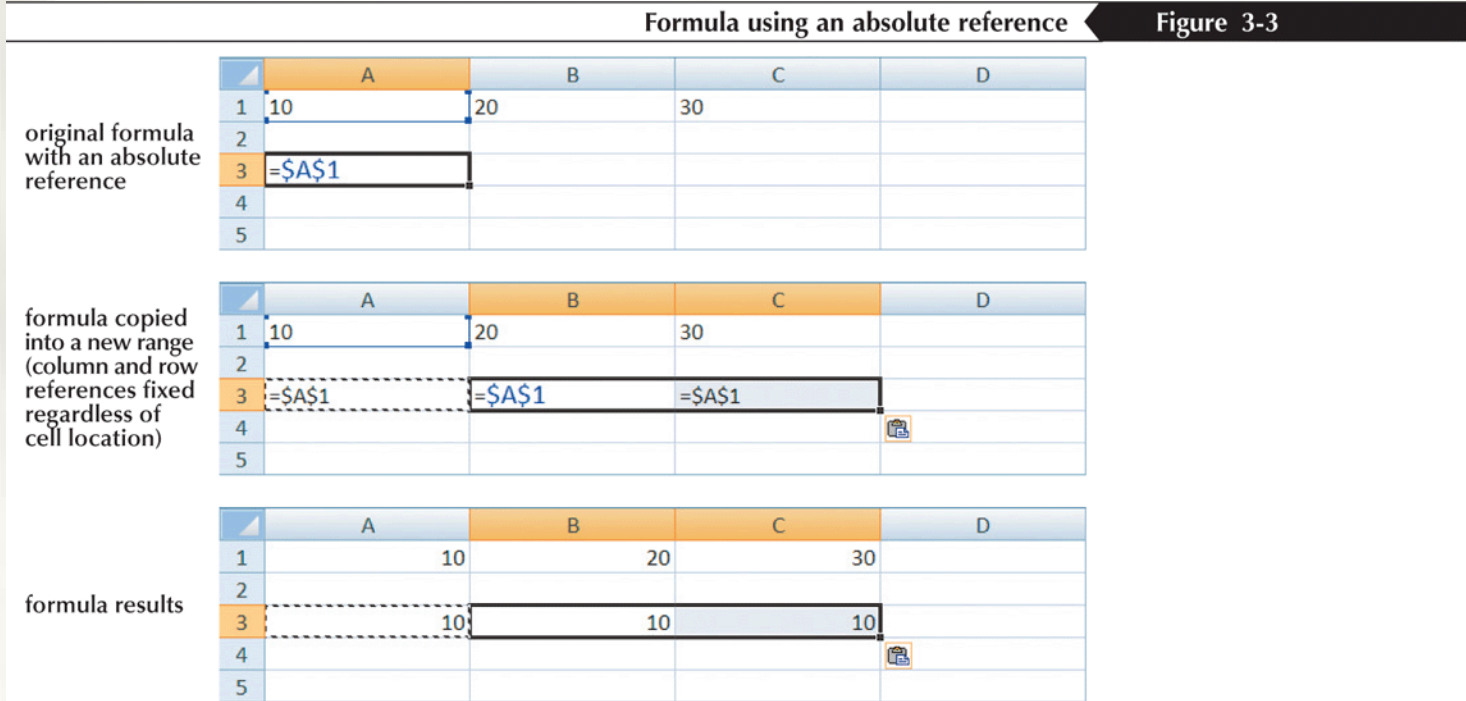 Formula using an absolute reference Figure 3-3
A B C D
1 10 20 30
original formula
with an absolute
reference
2
3 =$A$1
4
5
A B C D
formula copied
into a new range
(column and row
references fixed
regardless of
cell location)
1 10 20 30
2
3 =$A$1 =$A$1 =$A$1
4
5
A B C D
1 10 20 30
2
formula results
3 10 10 10
4
5